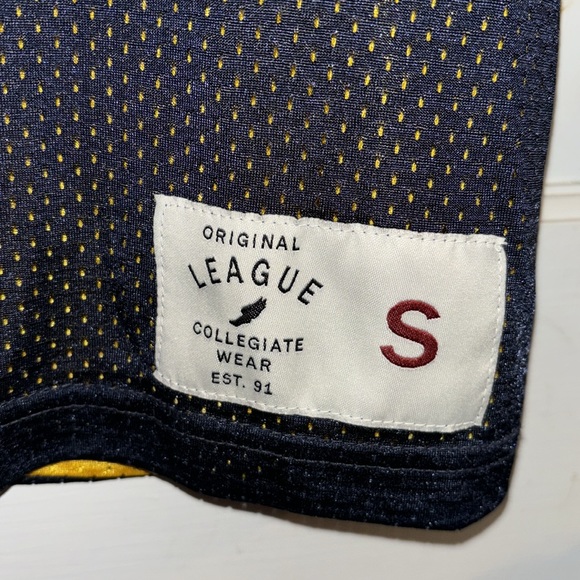 ORIGINAL
LEAGUE
COLLEGIATE
WEAR
EST. 91
S